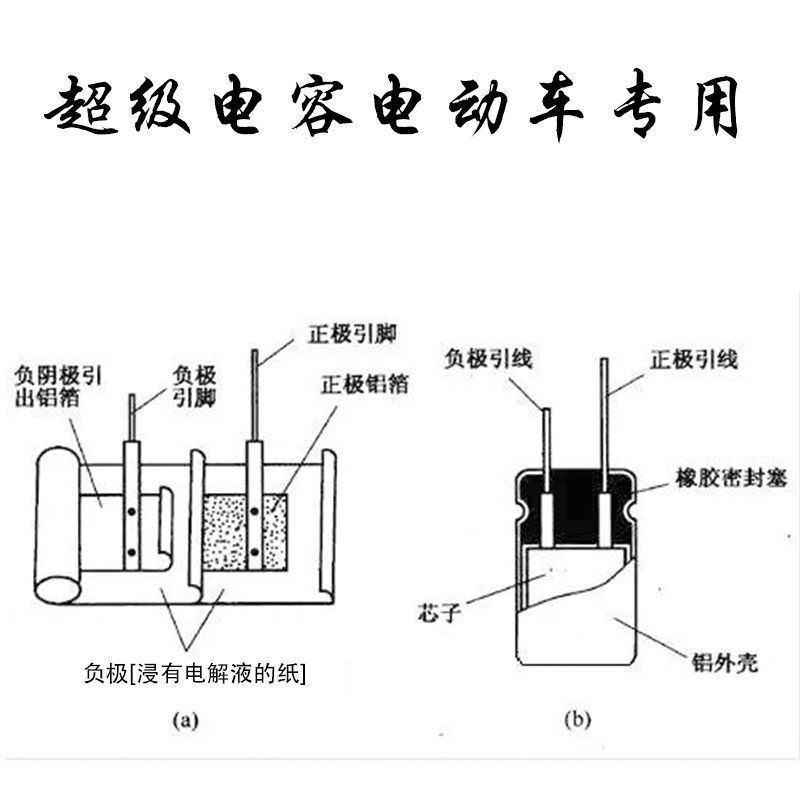 超级电容电动车专用
正极引脚
负阴极引
出铝箔
负极
引脚
正极铝箔
负极[浸有电解液的纸]
(a)
负极引线
正极引线
橡胶密封塞
芯子
铝外壳
(b)